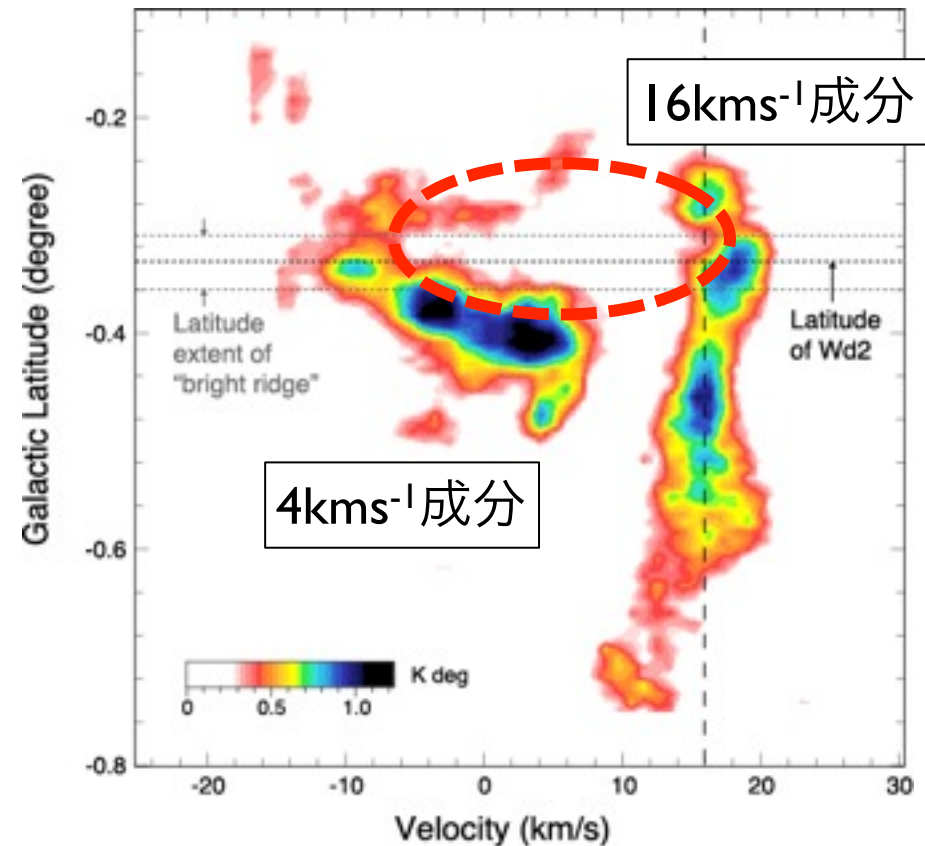 16kms-1成分
-0.2
-0.4
-0.6
-0.8
Galactic Latitude (degree)
Latitude
extent of
"bright ridge"
Latitude
of Wd2
4kms-1成分
K deg
0 0.5 1.0
-20 -10 0 10 20 30
Velocity (km/s)